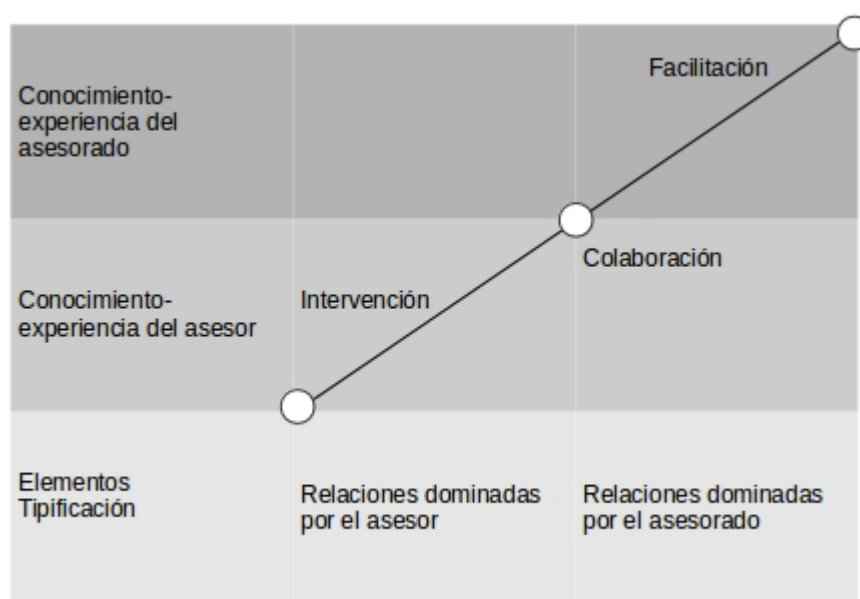 Conocimiento-
experiencia del
asesorado
Facilitación
Conocimiento-
experiencia del asesor
Intervención
Colaboración
Elementos
Tipificación
Relaciones dominadas
por el asesor
Relaciones dominadas
por el asesorado